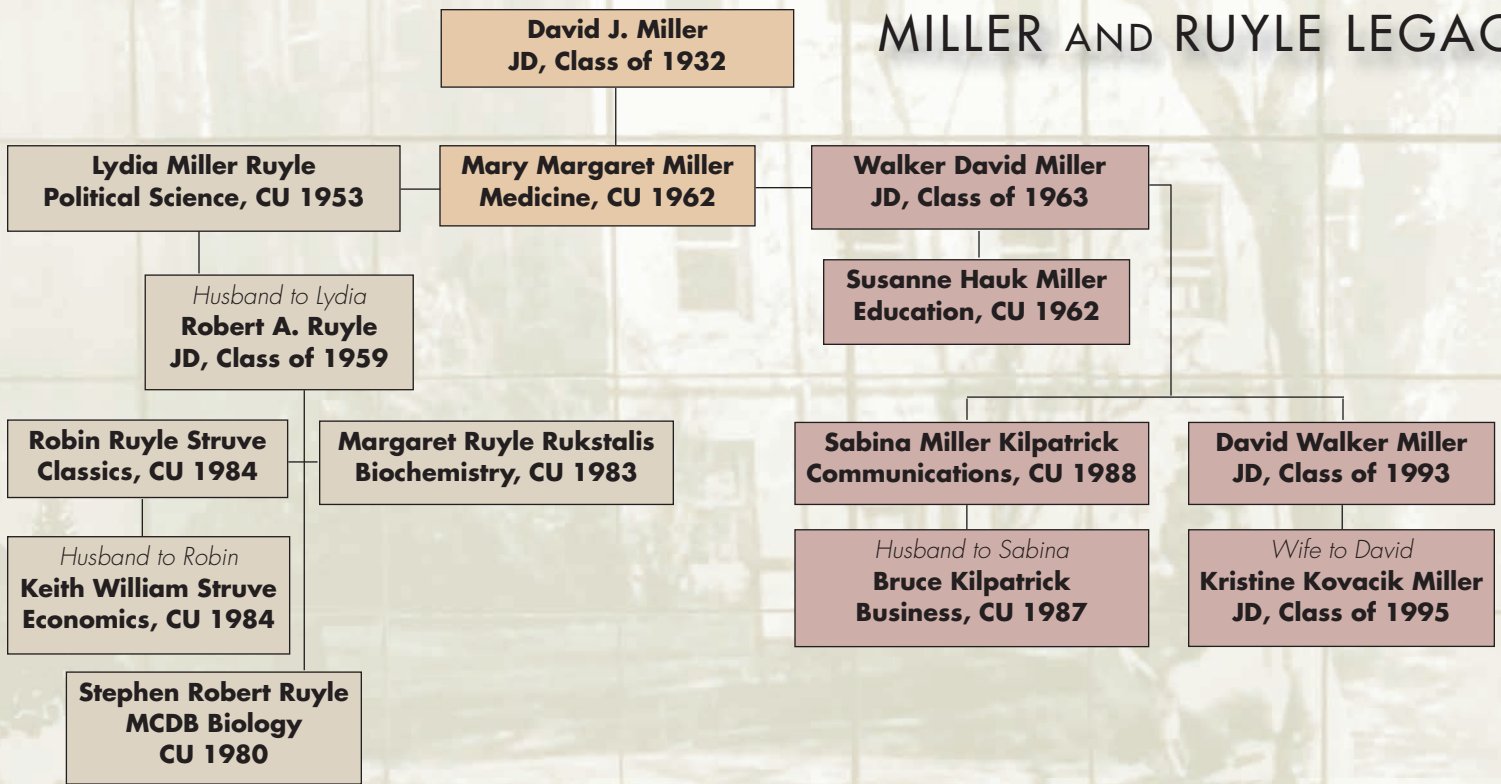 MILLER AND RUYLE LEGAC
David J. Miller
JD, Class of 1932
Lydia Miller Ruyle
Political Science, CU 1953
Mary Margaret Miller
Medicine, CU 1962
Walker David Miller
JD, Class of 1963
Susanne Hauk Miller
Education, CU 1962
Husband to Lydia
Robert A. Ruyle
JD, Class of 1959
Robin Ruyle Struve
Classics, CU 1984
Margaret Ruyle Rukstalis
Biochemistry, CU 1983
Sabina Miller Kilpatrick
Communications, CU 1988
David Walker Miller
JD, Class of 1993
Husband to Robin
Keith William Struve
Economics, CU 1984
Husband to Sabina
Bruce Kilpatrick
Business, CU 1987
Wife to David
Kristine Kovacik Miller
JD, Class of 1995
Stephen Robert Ruyle
MCDB Biology
CU 1980